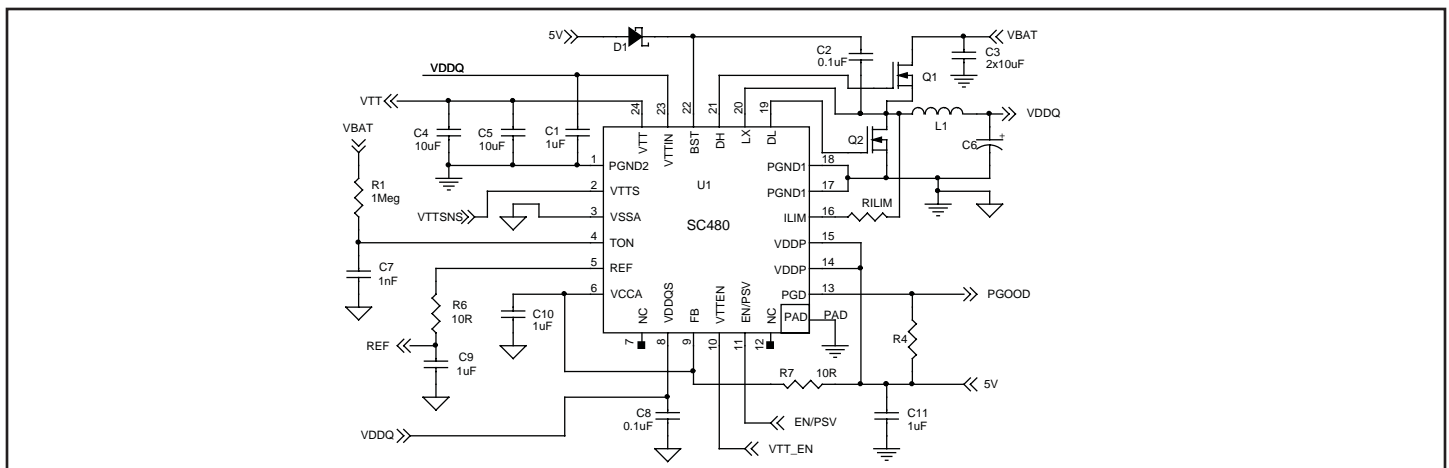 5V
D1
C2
0.1uF
VBAT
C3
2x10uF
Q1
VDDQ
VTT
24
23
22
21
20
19
VBAT
C4
10uF
C5
10uF
C1
1uF
VTT
VTTIN
BST
DH
LX
DL
Q2
L1
VDDQ
C6
+
1
PGND2
U1
PGND1
18
R1
1Meg
2
VTTS
PGND1
17
VTTSNS
3
VSSA
SC480
ILIM
16
RILIM
4
TON
VDDP
15
C7
1nF
5
REF
VDDP
14
6
VCCA
PGD
13
PGOOD
R6
10R
C10
1uF
NC
VDDQS
FB
VTTEN
EN/PSV
NC
PAD
PAD
R4
7
8
9
10
11
12
REF
C9
1uF
R7
10R
5V
C8
0.1uF
EN/PSV
C11
1uF
VDDQ
VTT_EN